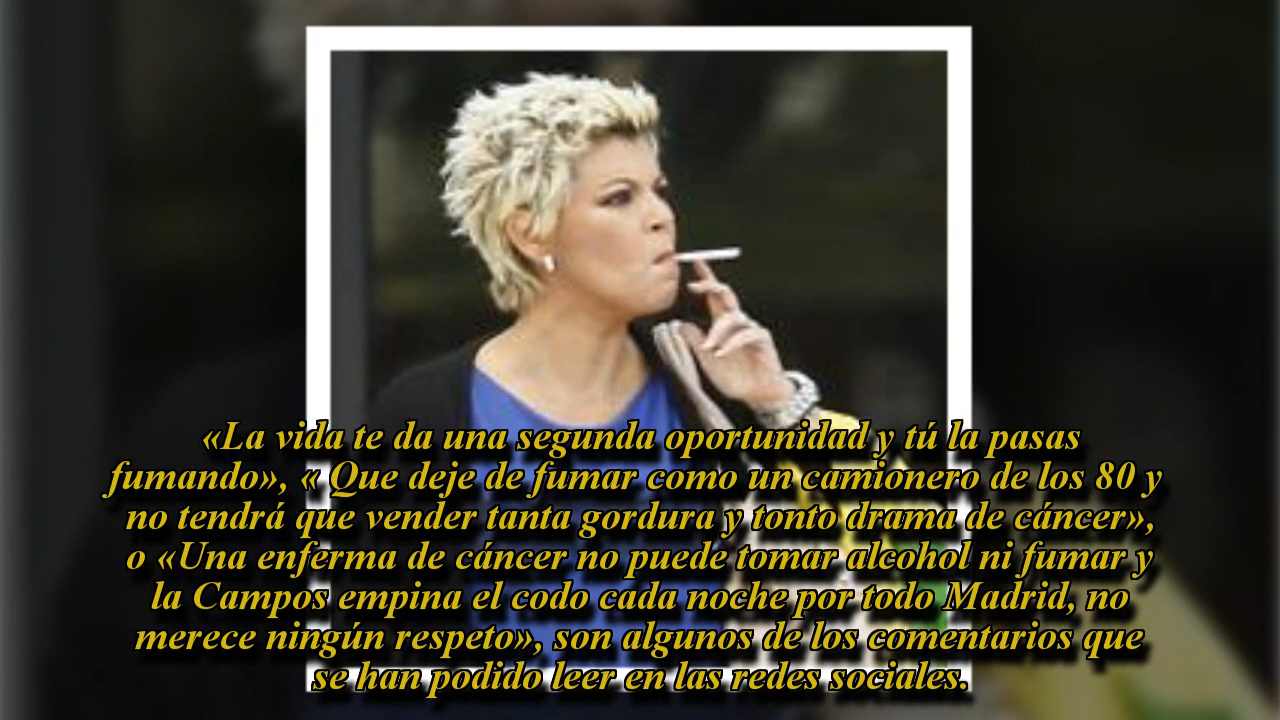 «La vida te da una segunda oportunidad y tú la pasas
fumando», « Que deje de fumar como un camionero de los 80 y
no tendrá que vender tanta gordura y tonto drama de cáncer»,
o «Una enferma de cáncer no puede tomar alcohol ni fumar y
la Campos empina el codo cada noche por todo Madrid, no
merece ningún respeto», son algunos de los comentarios que
se han podido leer en las redes sociales.